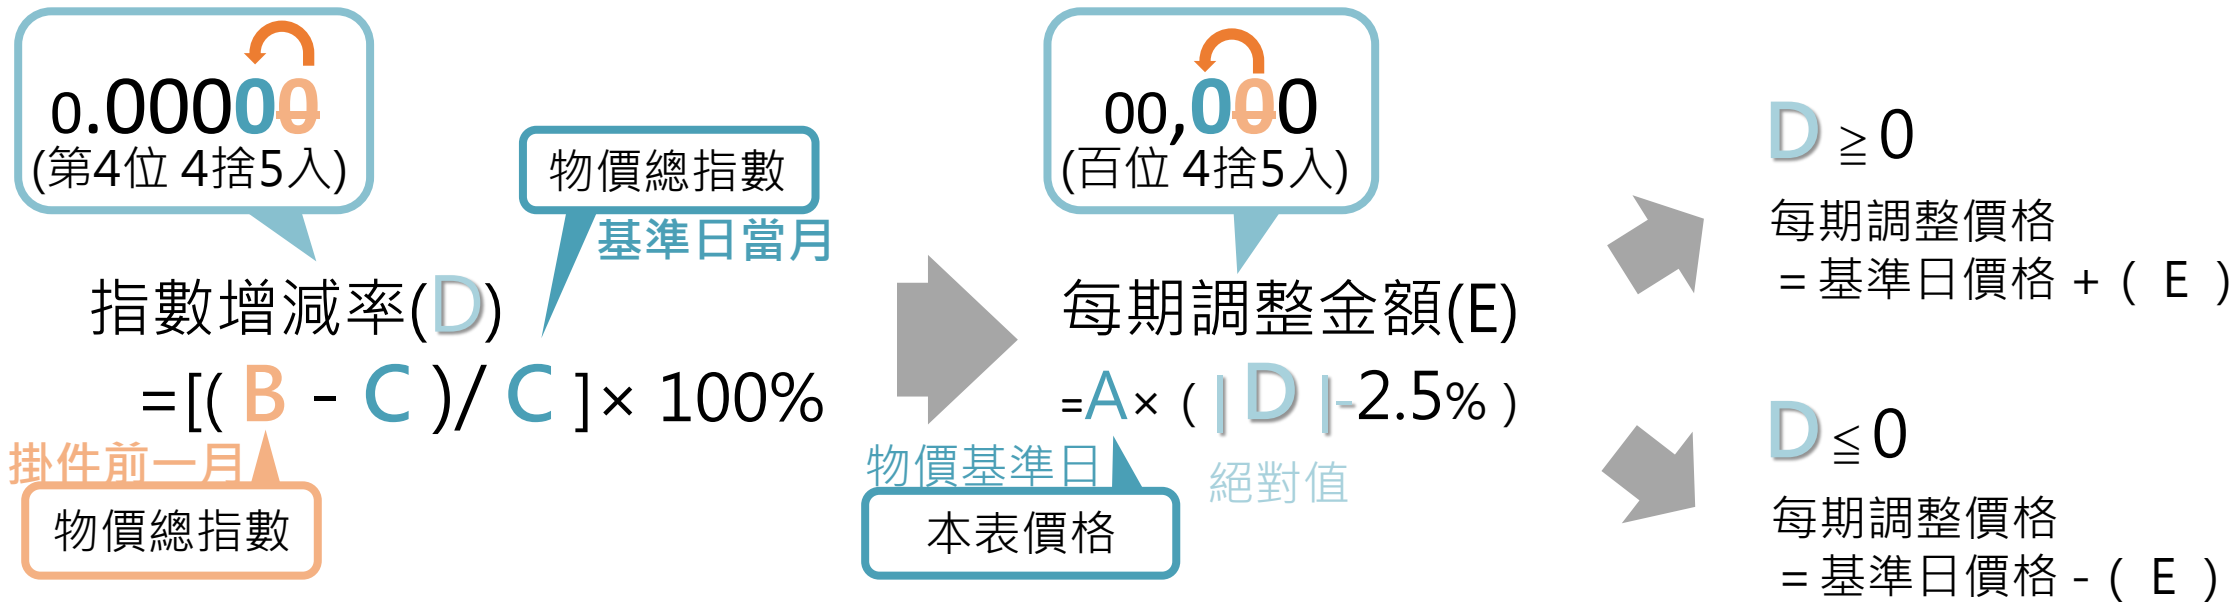 0.00000
(第4位 4捨5入)
物價總指數
基準日當月
指數增減率(D)
=[( B - C )/ C ]× 100%
掛件前一月
物價總指數
00,000
(百位 4捨5入)
每期調整金額(E)
=A× ( | D |-2.5% )
物價基準日
絕對值
本表價格
D ≧ 0
每期調整價格
= 基準日價格 + ( E )
D ≦ 0
每期調整價格
= 基準日價格 - ( E )